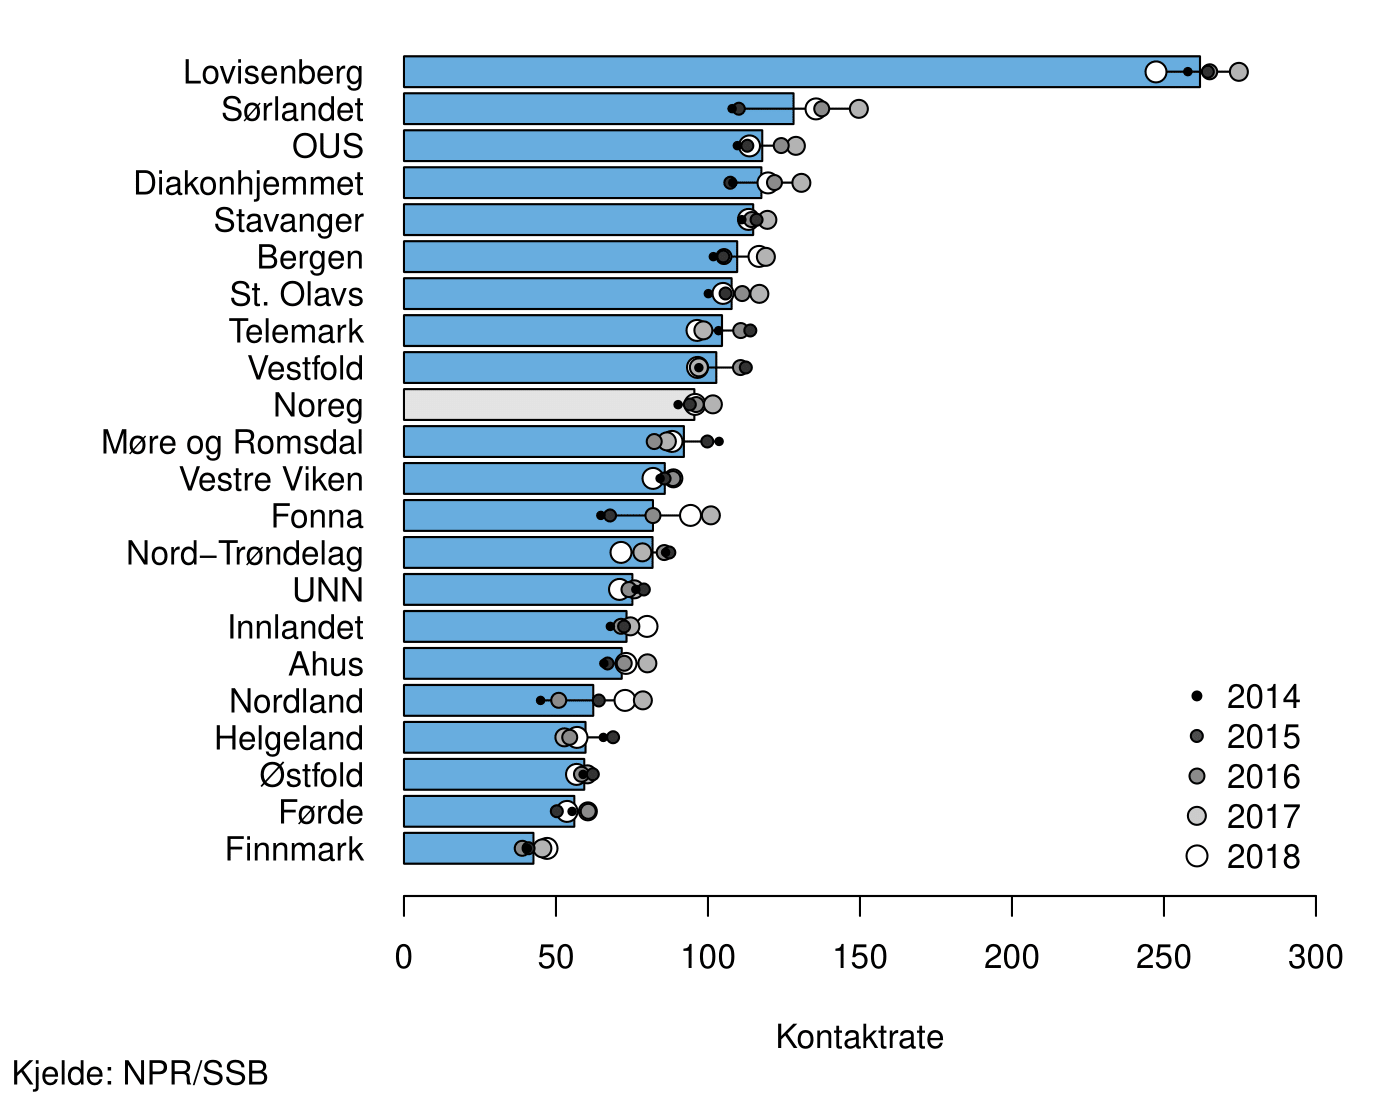 Lovisenberg
Sørlandet
OUS
Diakonhjemmet
Stavanger
Bergen
St. Olavs
Telemark
Vestfold
Noreg
Møre og Romsdal
Vestre Viken
Fonna
Nord−Trøndelag
UNN
Innlandet
Ahus
Nordland
Helgeland
Østfold
Førde
Finnmark
2014
2015
2016
2017
2018
0 50 100 150 200 250 300
Kontaktrate
Kjelde: NPR/SSB